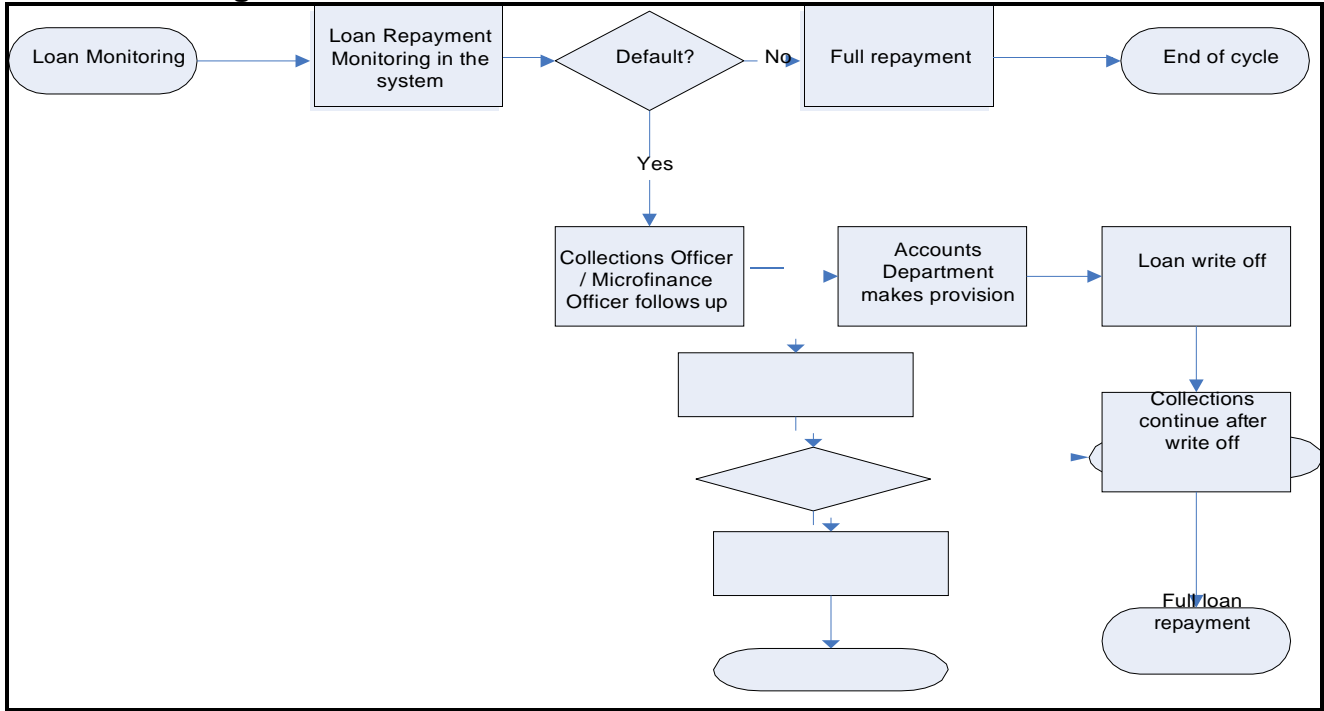 Loan Monitoring
Loan Repayment
Monitoring in the
system
Default?
No
Full repayment
End of cycle
Yes
Collections Officer
/ Microfinance
Officer follows up
Accounts
Department
makes provision
Loan write off
Collections
continue after
write off
Full loan
repayment